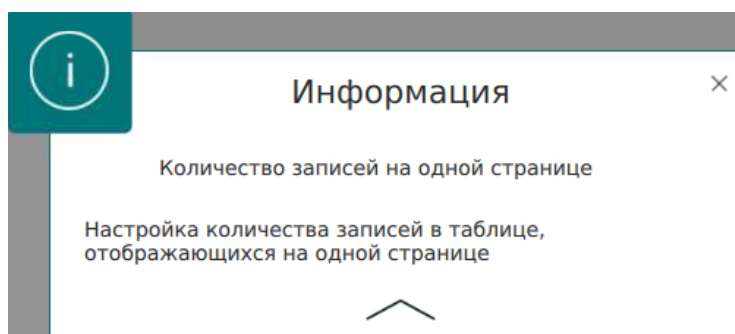 Информация
Количество записей на одной странице
Настройка количества записей в таблице,
отображающихся на одной странице